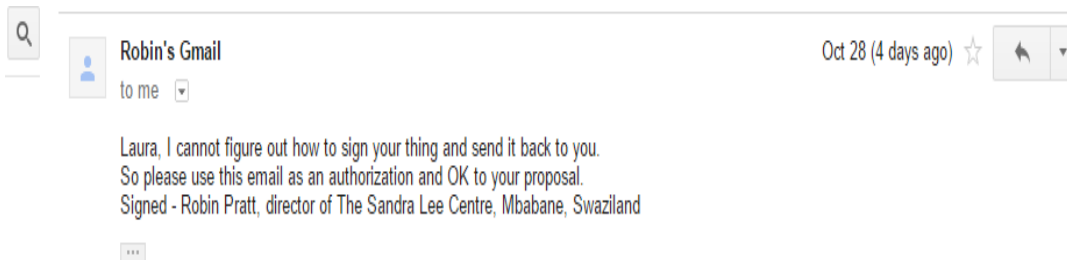 Robin's Gmail
Oct 28 (4 days ago)
to me
Laura, I cannot figure out how to sign your thing and send it back to you.
So please use this email as an authorization and OK to your proposal.
Signed - Robin Pratt, director of The Sandra Lee Centre, Mbabane, Swaziland